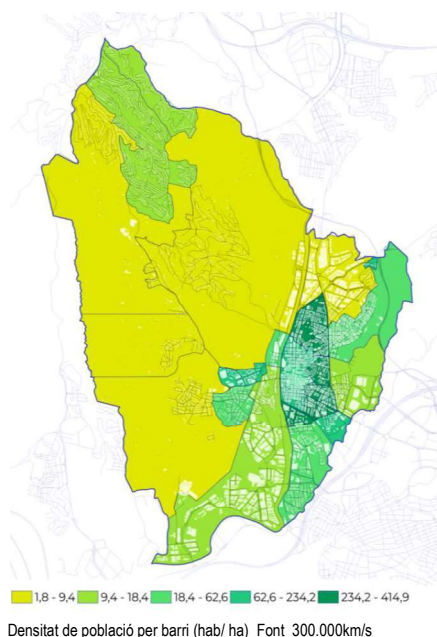 1,8 - 9,4 9,4 - 18,4 18,4 - 62,6 62,6 - 234,2 234,2 - 414,9
Densitat de població per barri (hab/ ha) Font 300.000km/s